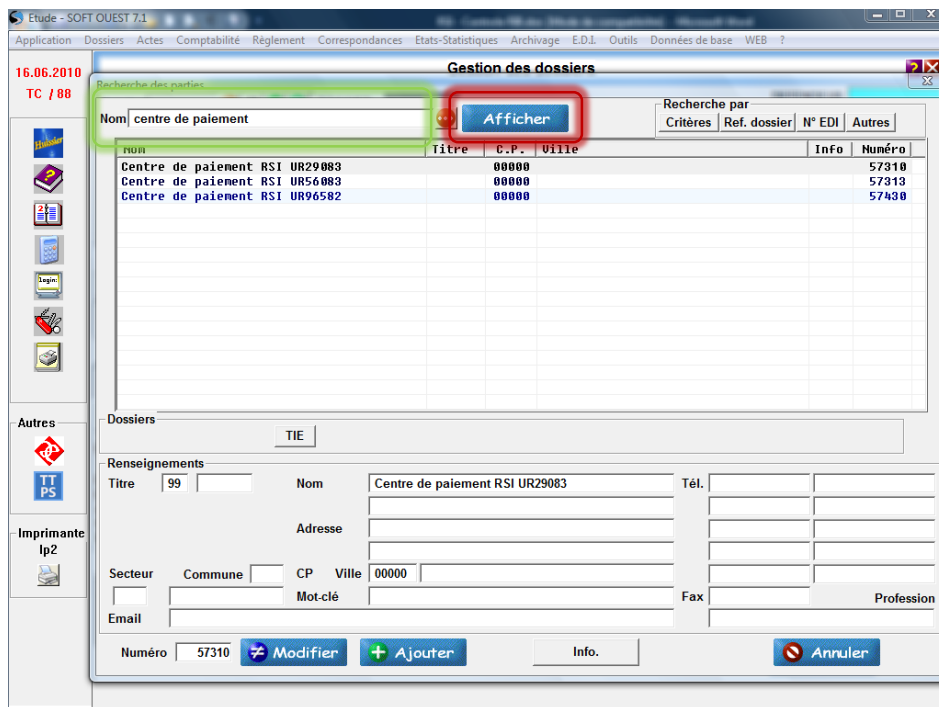 Etude - SOFT OUEST 7.1
Application Dossiers Actes Comptabilité Règlement Correspondances Etats-Statistiques Archivage E.D.I. Outils Données de base WEB ?
Gestion des dossiers
16.06.2010
TC / 88
Recherche des parties
Nom centre de paiement
Afficher
Recherche par
Critères Ref. dossier N° EDI Autres
Nom Titre C.P. Ville Info Numéro
Centre de paiement RSI UR29083 00000 57310
Centre de paiement RSI UR56083 00000 57313
Centre de paiement RSI UR96582 00000 57430
Huissier
login:
Autres
TT
PS
Imprimante
lp2
Dossiers
TIE
Renseignements
Titre 99 Nom Centre de paiement RSI UR29083 Tél.
Adresse
Secteur Commune CP Ville 00000
Mot-clé Fax Profession
Email
Numéro 57310 Modifier Ajouter Info. Annuler